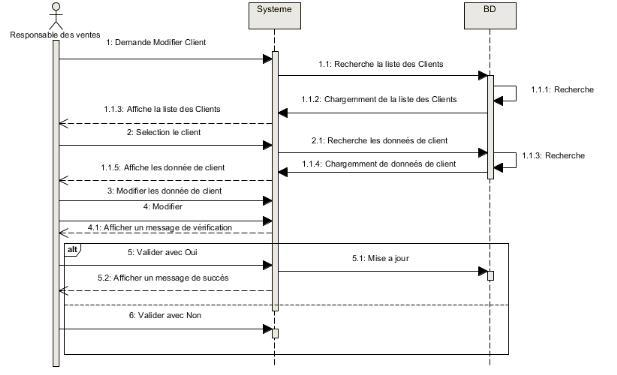 Systeme
BD
Responsable des ventes
1: Demande Modifier Client
1.1: Recherche la liste des Clients
1.1.1: Recherche
1.1.2: Chargemment de la liste des Clients
1.1.3: Affiche la liste des Clients
2: Selection le client
2.1: Recherche les donneés de client
1.1.3: Recherche
1.1.4: Chargemment de donneés de client
1.1.5: Affiche les donnée de client
3: Modifier les donnée de client
4: Modifier
4.1: Afficher un message de vérification
alt
5: Valider avec Oui
5.1: Mise a jour
5.2: Afficher un message de succès
6: Valider avec Non